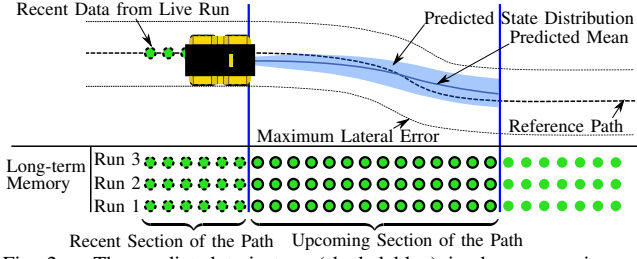 Recent Data from Live Run
Predicted State Distribution
Predicted Mean
Maximum Lateral Error
Reference Path
Long-term
Memory
Run 3
Run 2
Run 1
Recent Section of the Path
Upcoming Section of the Path